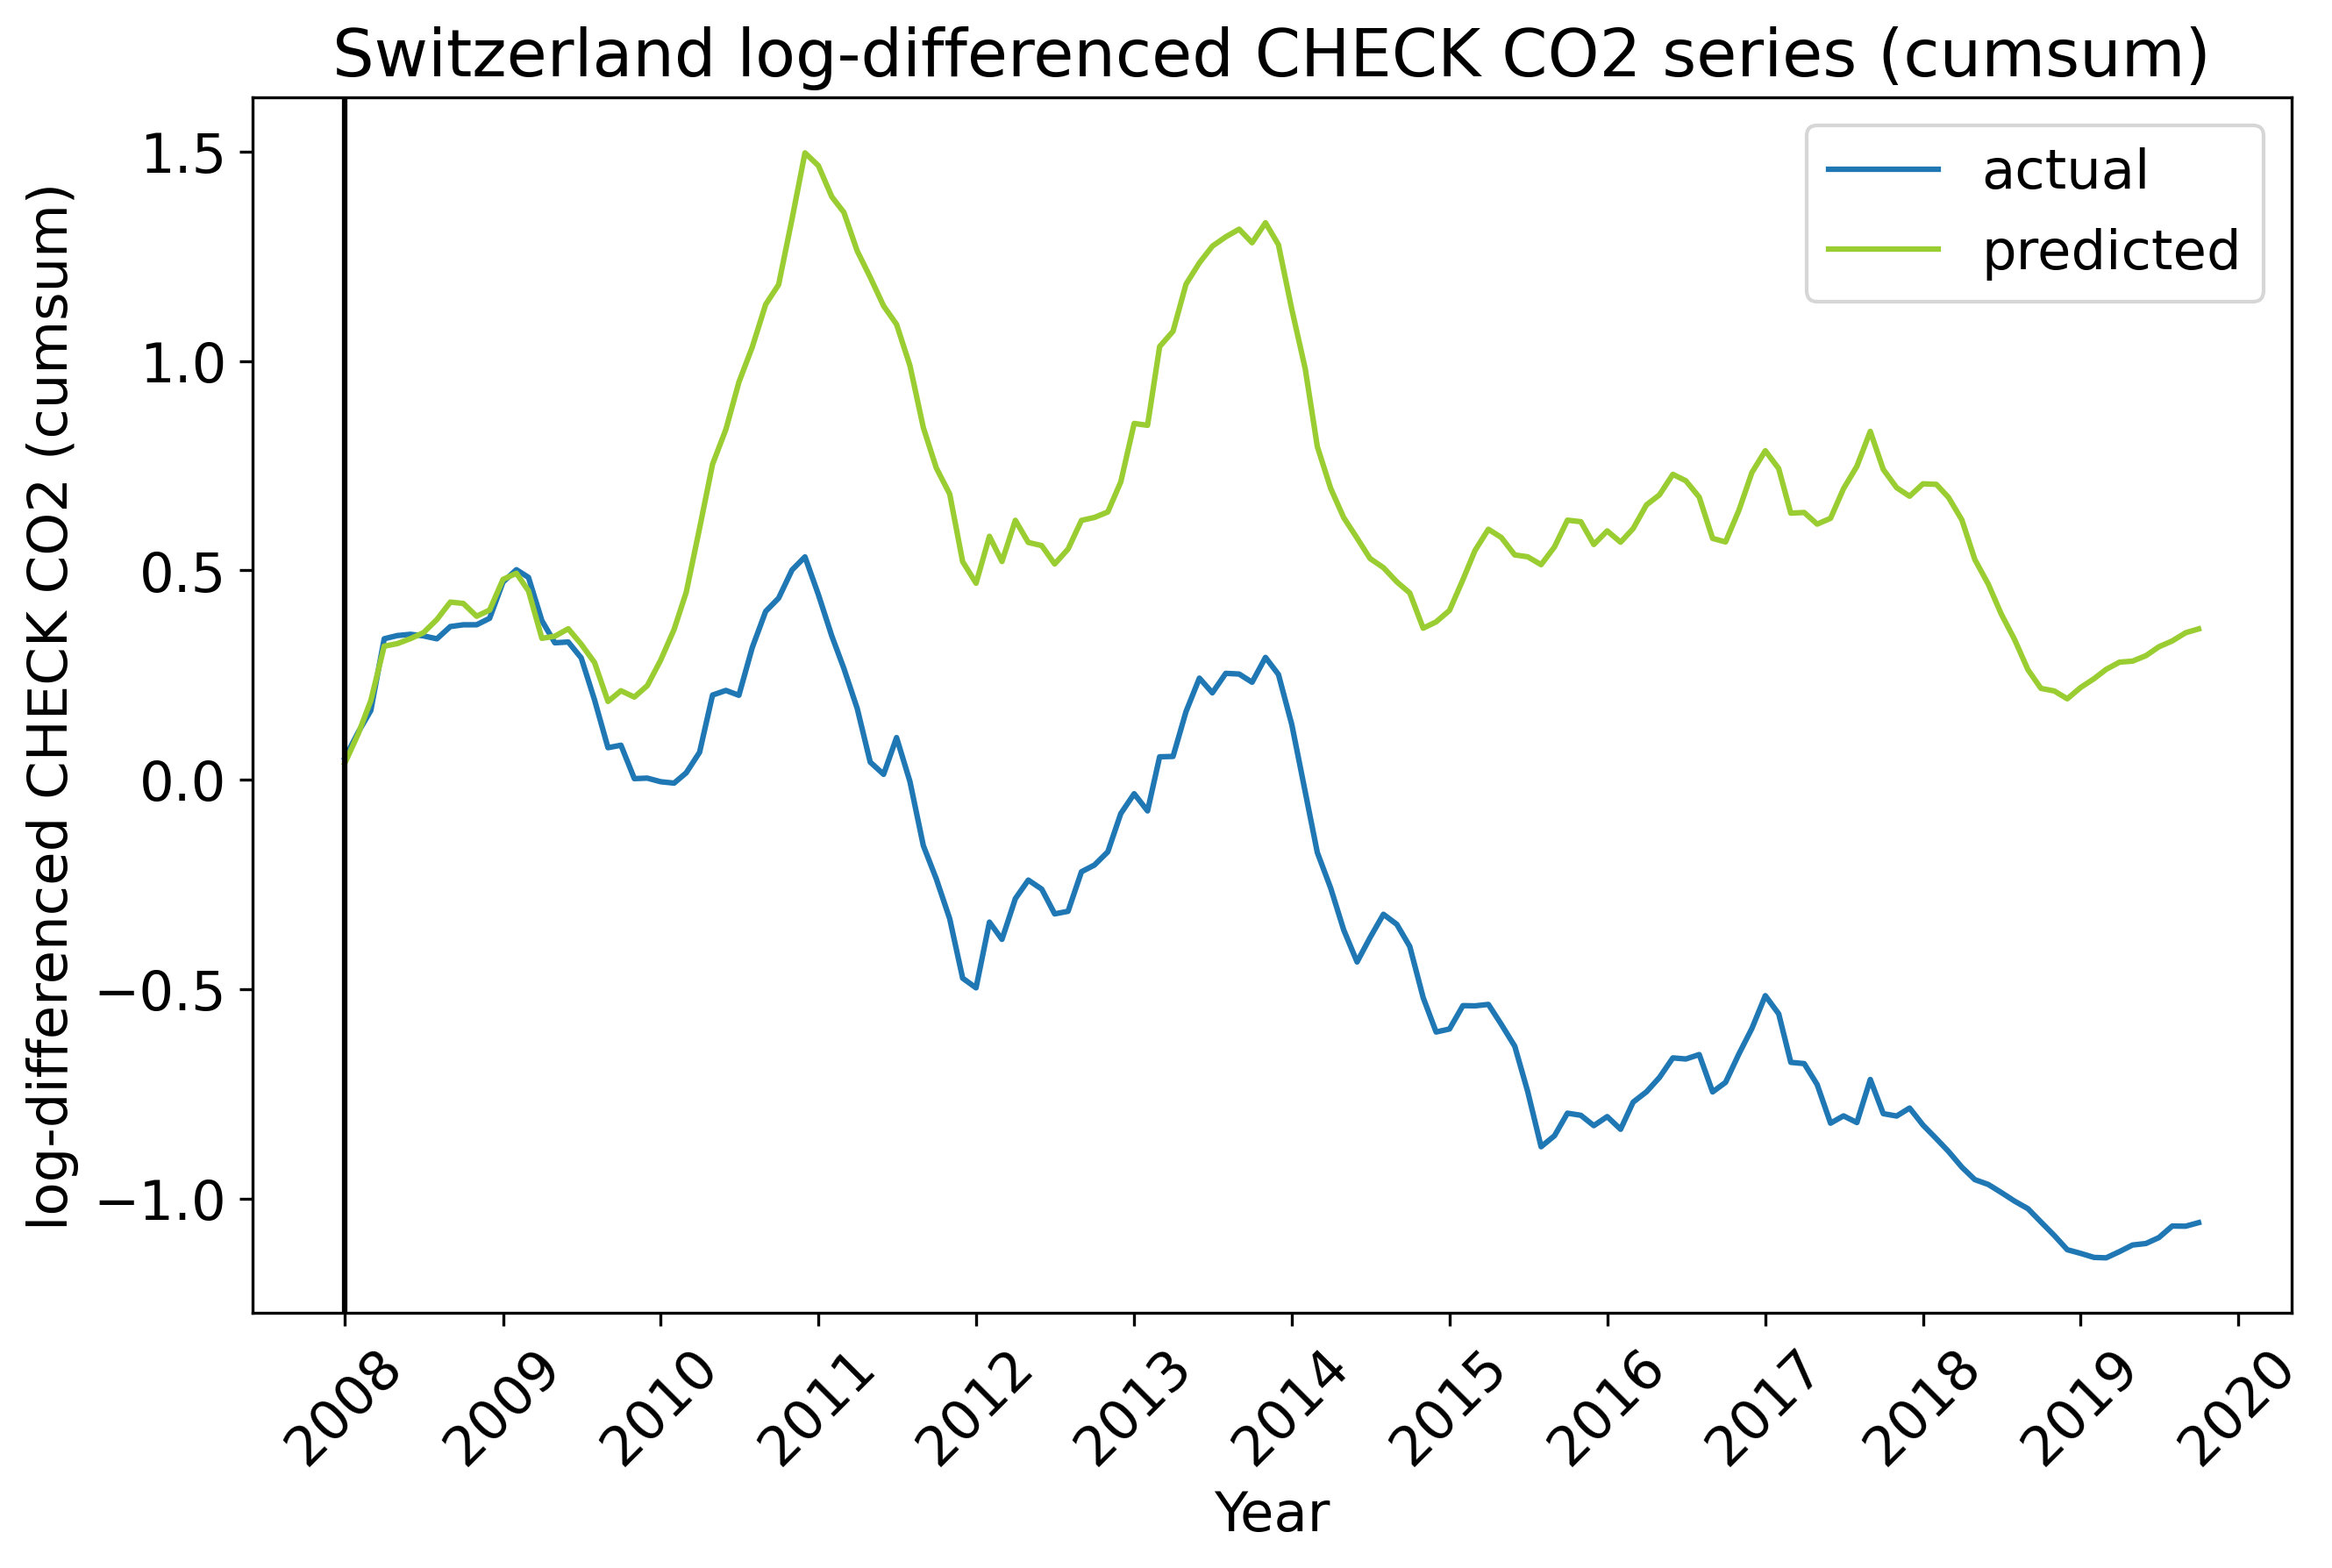 Switzerland log-differenced CHECK CO2 series (cumsum)
log-differenced CHECK CO2 (cumsum)
1.5
1.0
0.5
0.0
−0.5
−1.0
actual
predicted
2008 2009 2010 2011 2012 2013 2014 2015 2016 2017 2018 2019 2020
Year